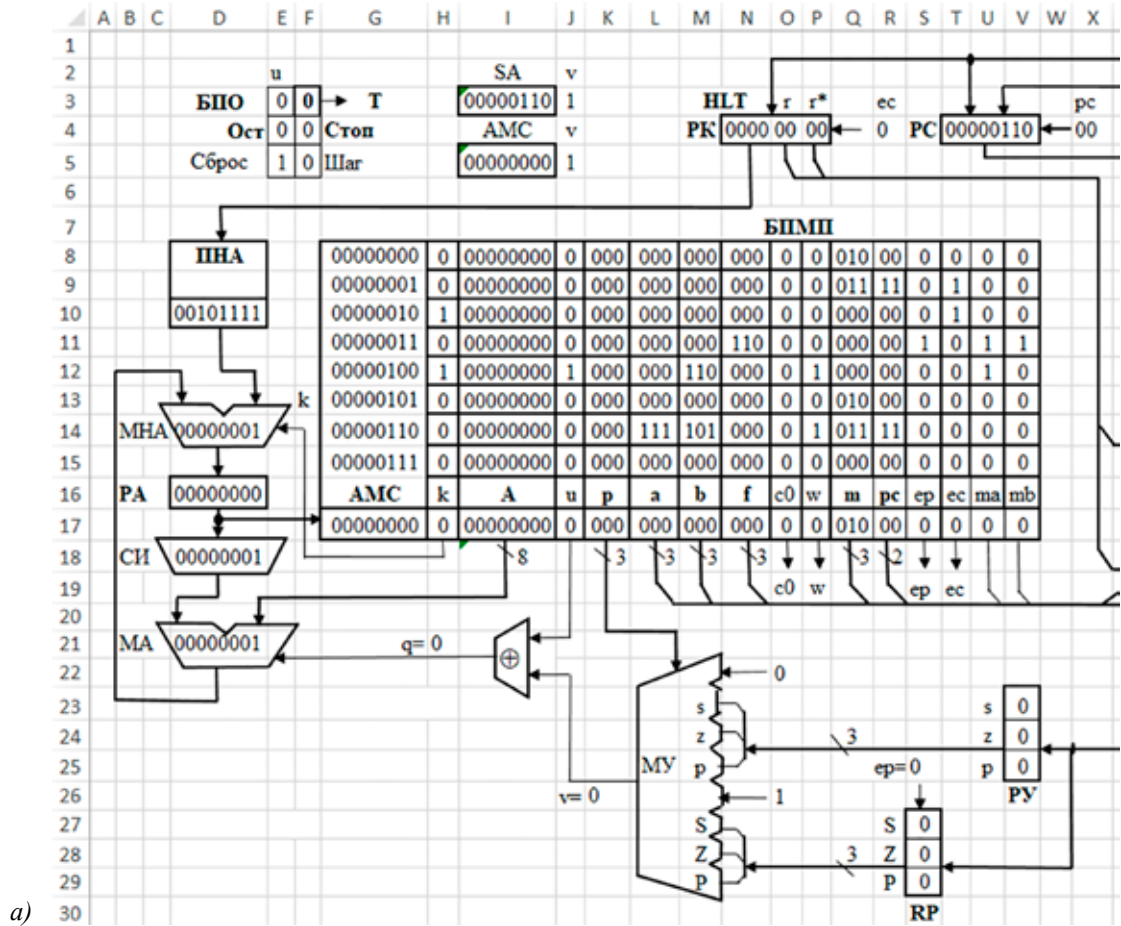 A B C D E F G H I J K L M N O P Q R S T U V W X
1
2 u SA v
3 БПО 0 0 T 00000110 1 HLT r r* ec pc
4 Ост 0 0 Стоп АМС v РК 0000 00 00 0 РС 00000110 00
5 Сброс 1 0 Шаг 00000000 1
6
7 БПМП
8 ПНА 00000000 0 00000000 0 000 000 000 000 0 0 010 00 0 0 0 0
9 00000001 0 00000000 0 000 000 000 000 0 0 011 11 0 1 0 0
10 00101111 00000010 1 00000000 0 000 000 000 000 0 0 000 00 0 1 0 0
11 00000011 0 00000000 0 000 000 000 110 0 0 000 00 1 0 1 1
12 00000100 1 00000000 1 000 000 110 000 0 1 000 00 0 0 1 0
13 k 00000101 0 00000000 0 000 000 000 000 0 0 010 00 0 0 0 0
14 МНА 00000001 00000110 0 00000000 0 000 111 101 000 0 1 011 11 0 0 0 0
15 00000111 0 00000000 0 000 000 000 000 0 0 000 00 0 0 0 0
16 РА 00000000 АМС k A u p a b f c0 w m pc ep ec ma mb
17 00000000 0 00000000 0 000 000 000 000 0 0 010 00 0 0 0 0
18 СИ 00000001 8 3 3 3 3 3 2
19 c0 w ep ec
20
21 МА 00000001 q= 0 ⊕
22 0
23 s s 0
24 z 3 z 0
25 МУ p ep=0 p 0
26 v= 0 1 РУ
27 S S 0
28 Z 3 Z 0
29 P P 0
a) 30 RP